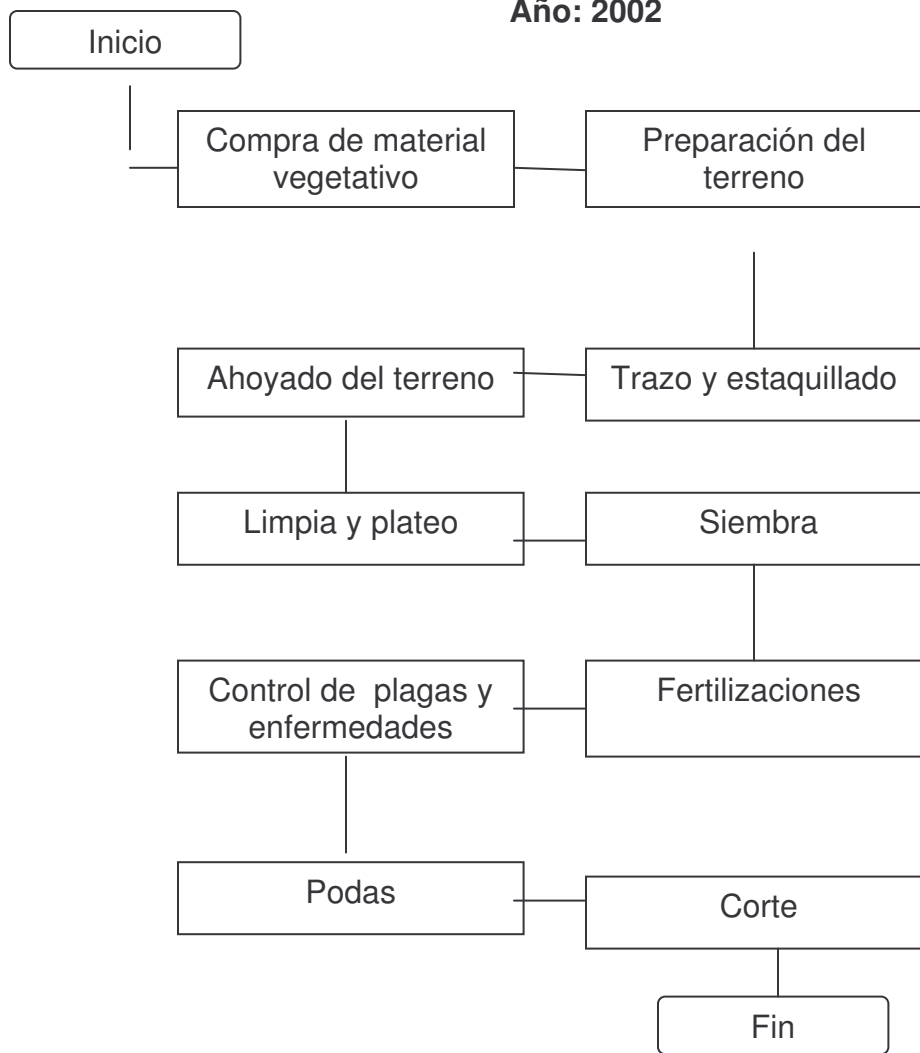 Año: 2002
Inicio
Compra de material
vegetativo
Preparación del
terreno
Ahoyado del terreno
Trazo y estaquillado
Limpia y plateo
Siembra
Control de  plagas y
enfermedades
Fertilizaciones
Podas
Corte
Fin